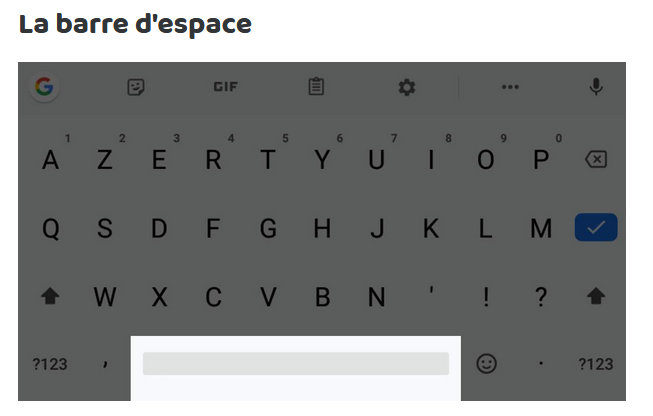 La barre d'espace
G GIF ...
1 2 3 4 5 6 7 8 9 0
A Z E R T Y U I O P
Q S D F G H J K L M
W X C V B N ' ! ?
?123 , . ?123